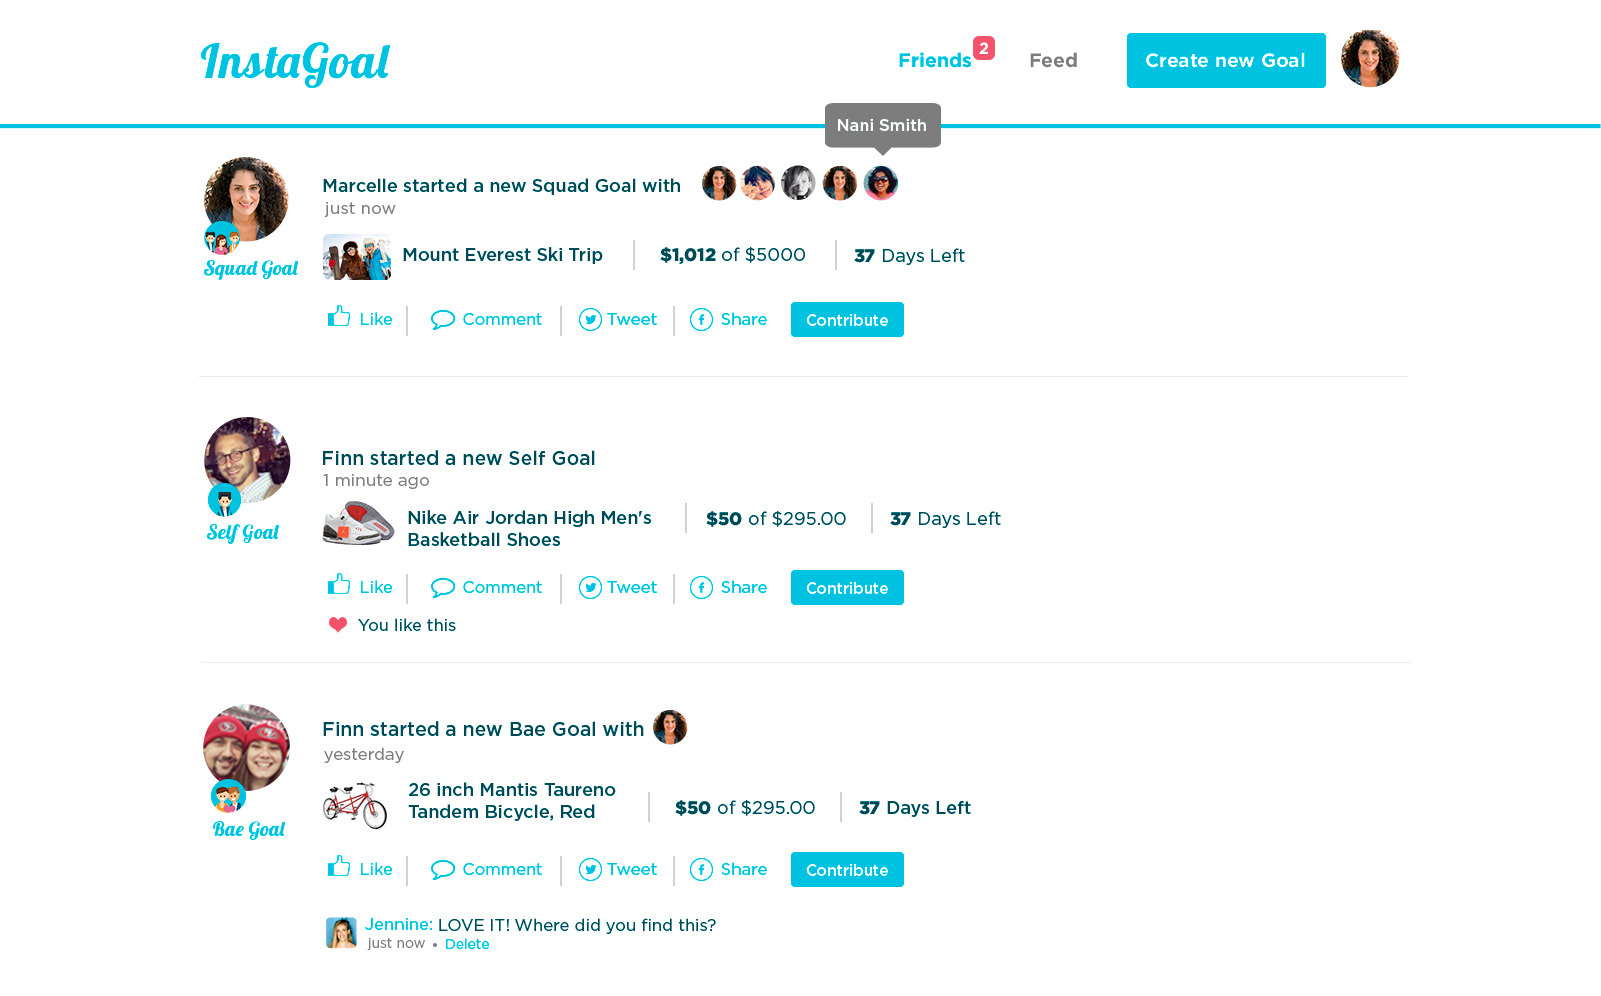 InstaGoal
Friends 2 Feed Create new Goal
Nani Smith
Marcelle started a new Squad Goal with
just now
Squad Goal
Mount Everest Ski Trip $1,012 of $5000 37 Days Left
Like Comment Tweet Share Contribute
Finn started a new Self Goal
1 minute ago
Self Goal
Nike Air Jordan High Men's
Basketball Shoes
$50 of $295.00 37 Days Left
Like Comment Tweet Share Contribute
You like this
Finn started a new Bae Goal with
yesterday
Bae Goal
26 inch Mantis Taureno
Tandem Bicycle, Red
$50 of $295.00 37 Days Left
Like Comment Tweet Share Contribute
Jennine: LOVE IT! Where did you find this?
just now • Delete